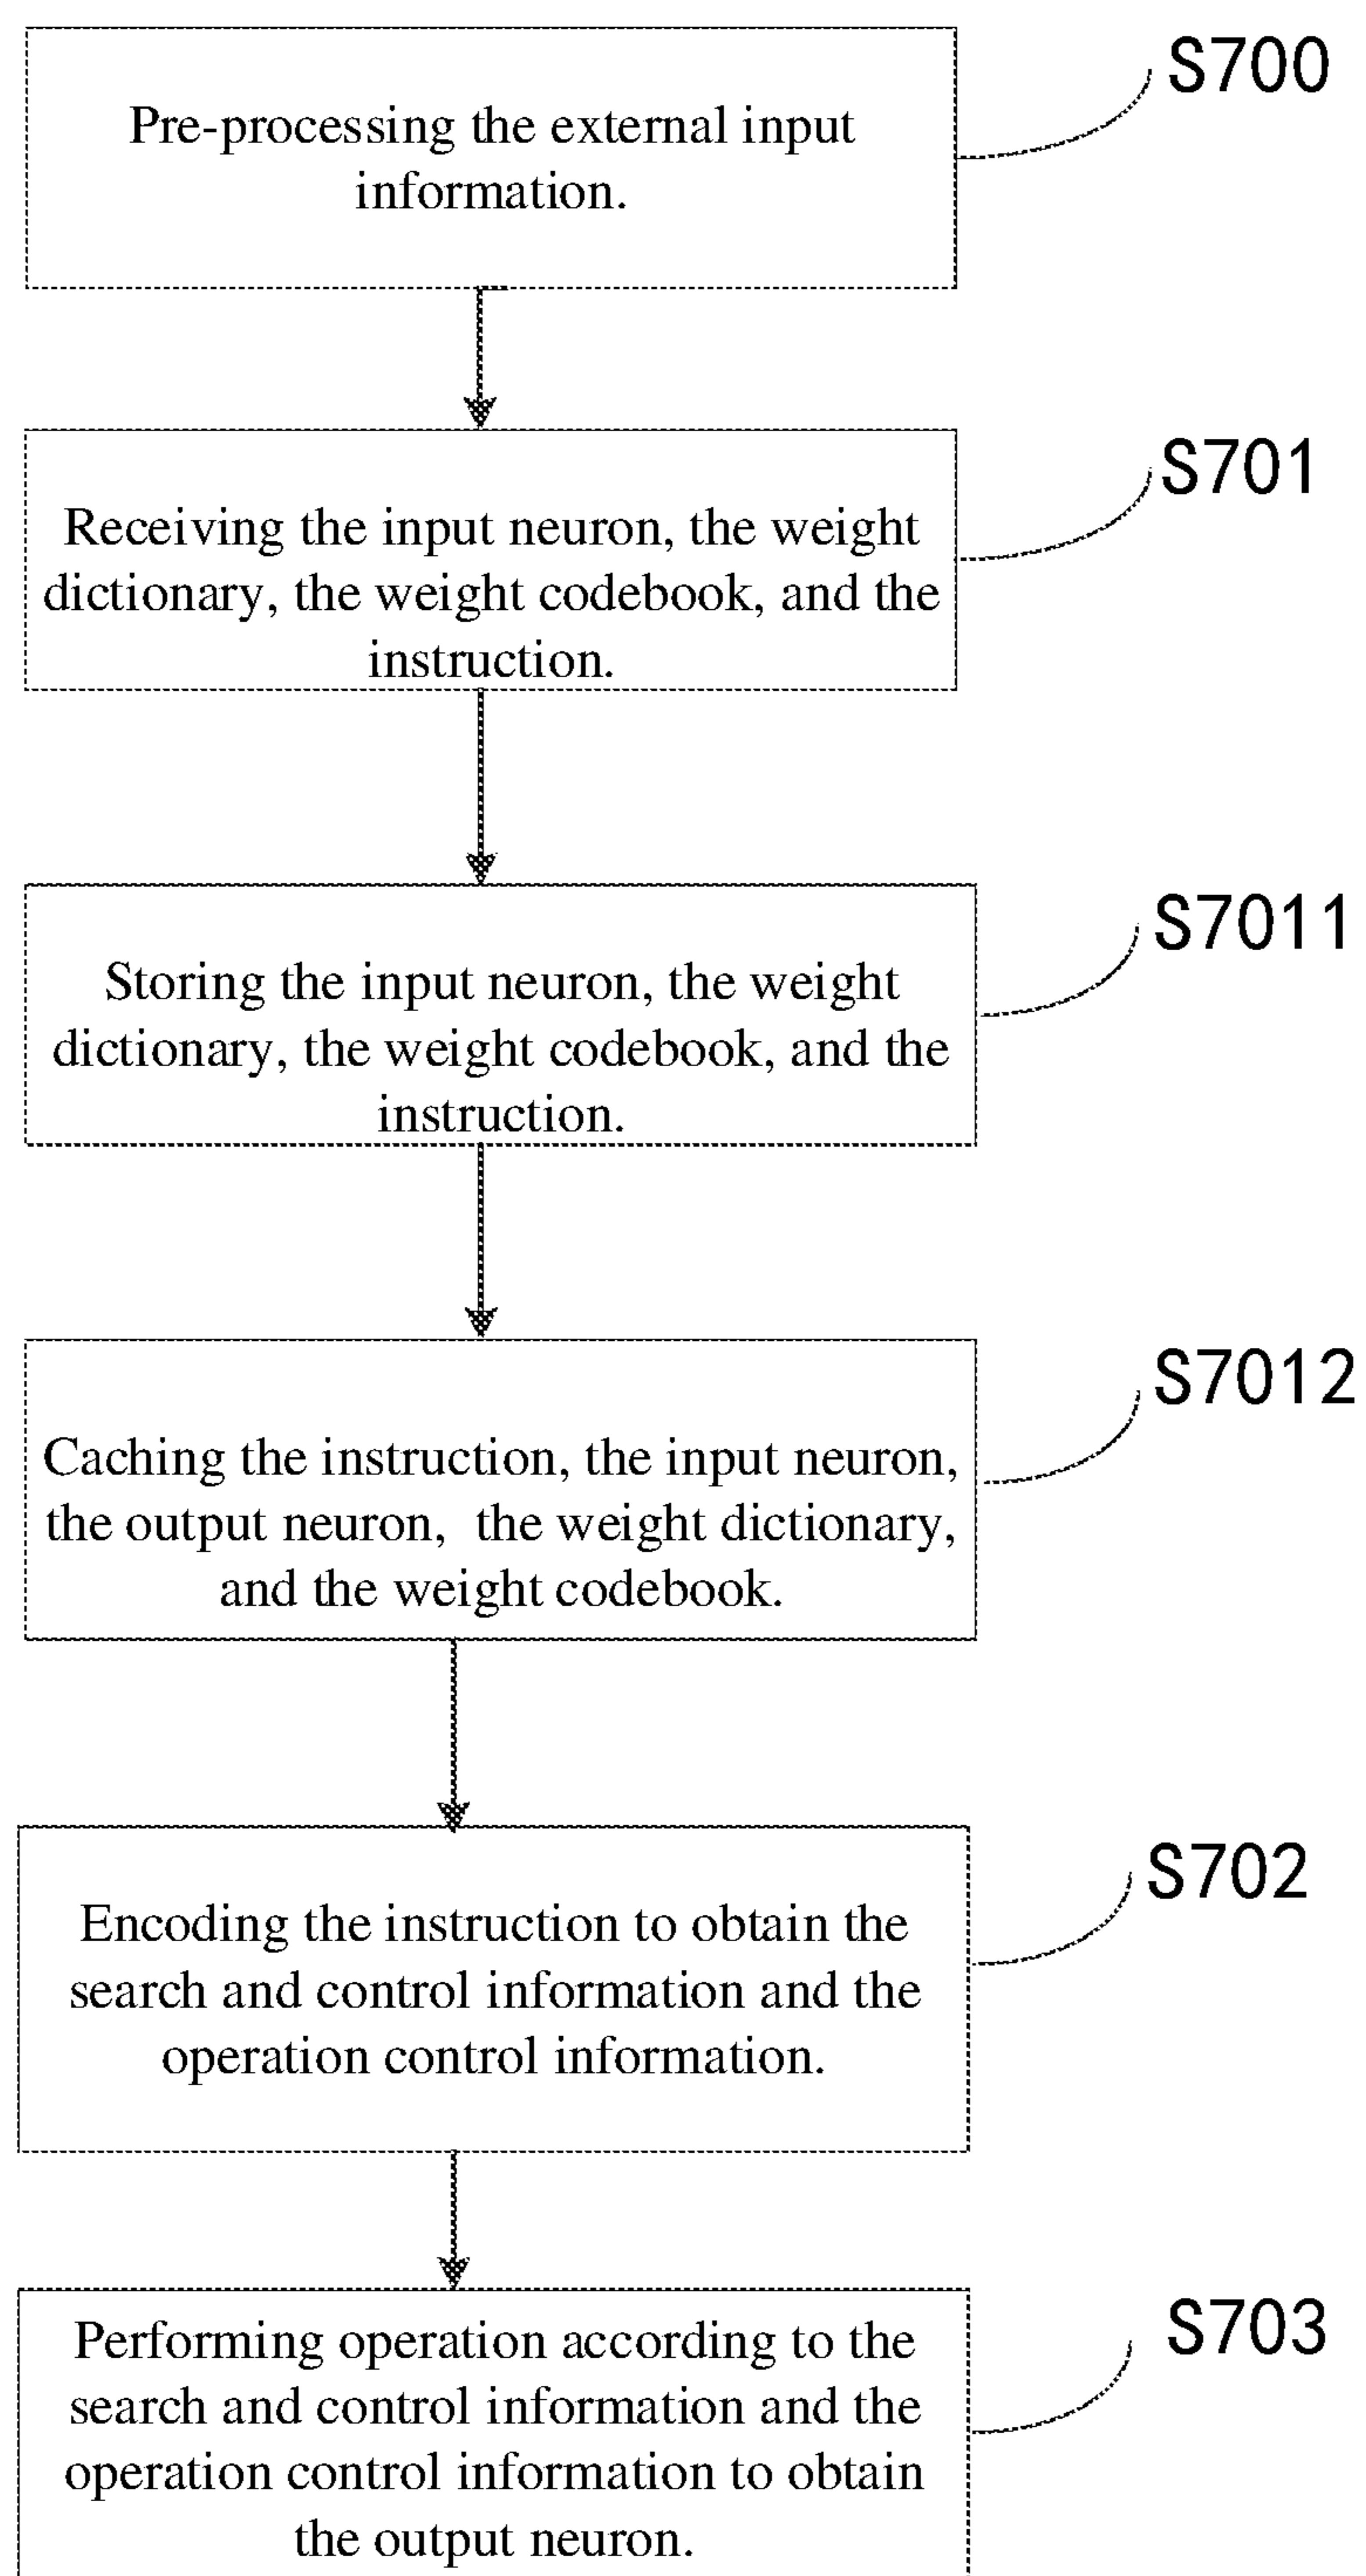 S700
Pre-processing the external input
information.
S701
Receiving the input neuron, the weight
dictionary, the weight codebook, and the
instruction.
S7011
Storing the input neuron, the weight
dictionary, the weight codebook, and the
instruction.
S7012
Caching the instruction, the input neuron,
the output neuron, the weight dictionary,
and the weight codebook.
S702
Encoding the instruction to obtain the
search and control information and the
operation control information.
S703
Performing operation according to the
search and control information and the
operation control information to obtain
the output neuron.